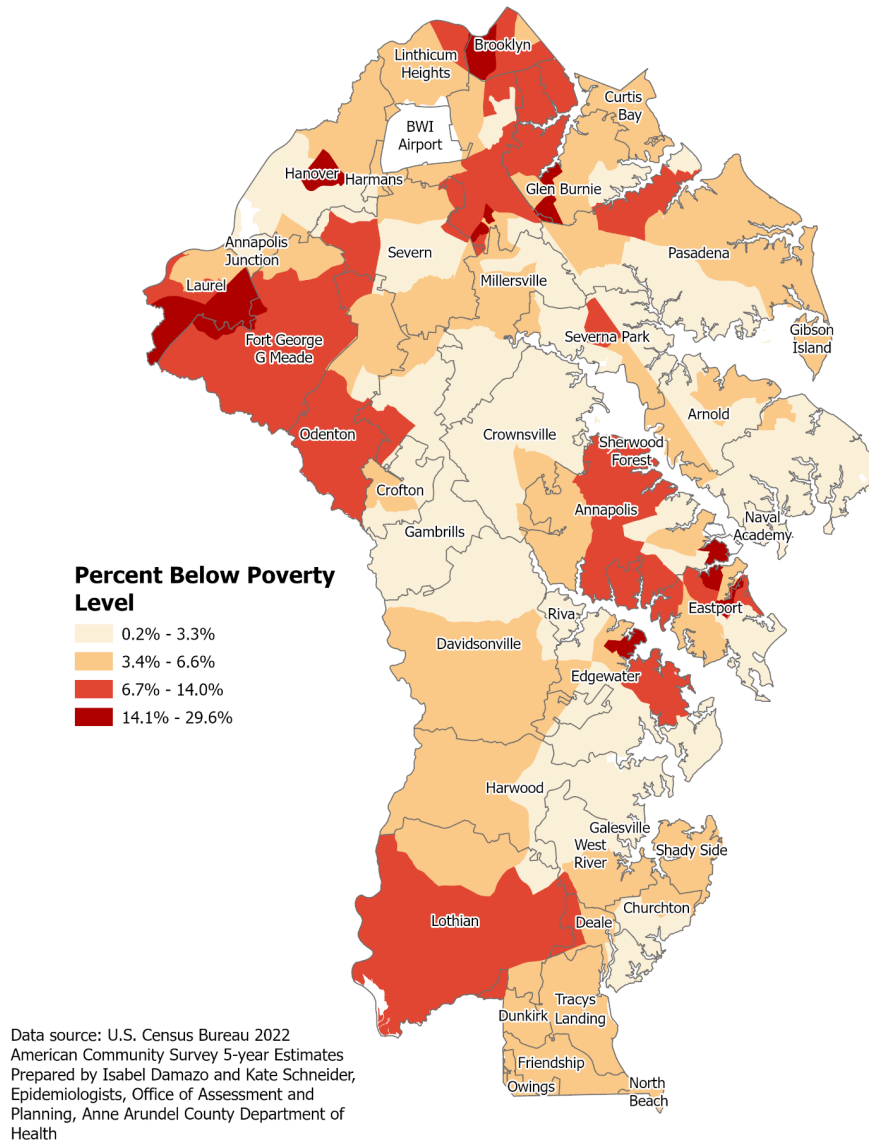 Brooklyn
Linthicum
Heights
Curtis
Bay
BWI
Airport
Hanover
Harmans
Glen Burnie
Annapolis
Junction
Severn
Pasadena
Laurel
Millersville
Fort George
G Meade
Severna Park
Gibson
Island
Arnold
Odenton
Crownsville
Sherwood
Forest
Crofton
Annapolis
Naval
Academy
Gambrills
Percent Below Poverty
Level
0.2% - 3.3%
3.4% - 6.6%
6.7% - 14.0%
14.1% - 29.6%
Riva
Eastport
Davidsonville
Edgewater
Harwood
Galesville
West
River
Shady Side
Lothian
Deale
Churchton
Tracys
Landing
Dunkirk
Friendship
Owings
North
Beach
Data source: U.S. Census Bureau 2022
American Community Survey 5-year Estimates
Prepared by Isabel Damazo and Kate Schneider,
Epidemiologists, Office of Assessment and
Planning, Anne Arundel County Department of
Health